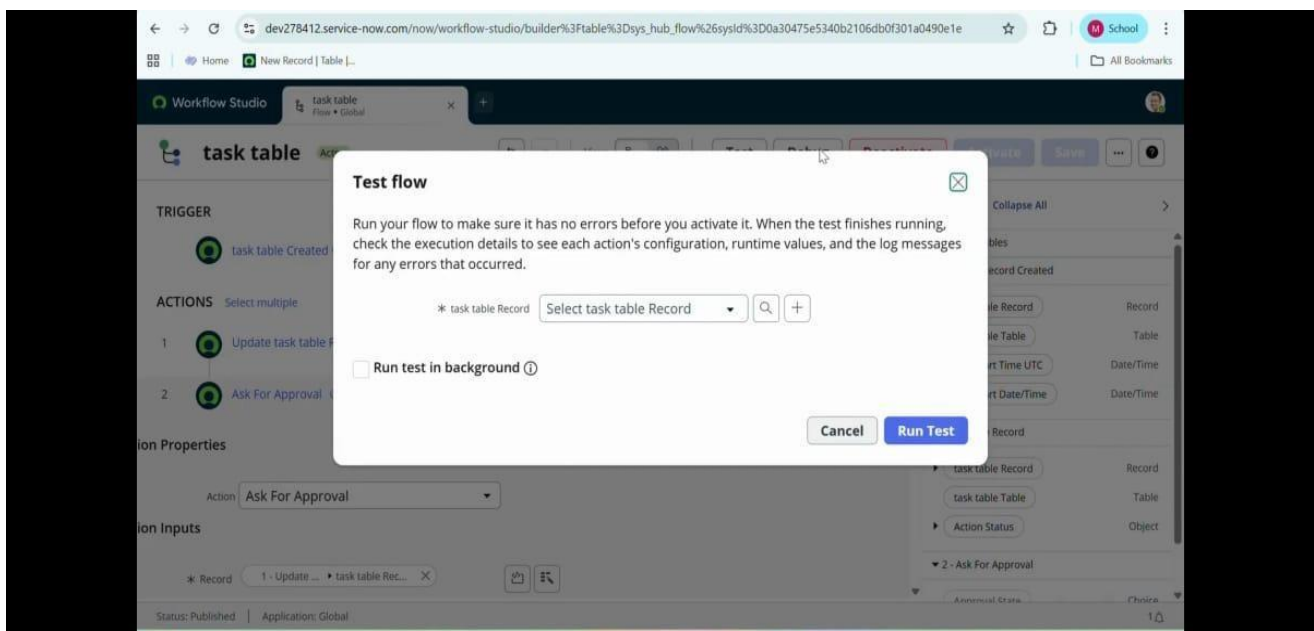 dev278412.service-now.com/now/workflow-studio/builder%3Ftable%3Dsys_hub_flow%26sysId%3D0a30475e5340b2106db0f301a0490e1e
M School
Home New Record | Table |...
All Bookmarks
Workflow Studio
task table
Flow • Global
task table
Test flow
Run your flow to make sure it has no errors before you activate it. When the test finishes running,
check the execution details to see each action's configuration, runtime values, and the log messages
for any errors that occurred.
* task table Record Select task table Record
Run test in background
Cancel Run Test
TRIGGER
task table Created
ACTIONS Select multiple
1 Update task table
2 Ask For Approval
ion Properties
Action Ask For Approval
ion Inputs
* Record 1 - Update ... task table Rec...
Status: Published Application: Global
Save
Collapse All
bles
ecord Created
le Record Record
le Table Table
rt Time UTC Date/Time
rt Date/Time Date/Time
Record
task table Record Record
task table Table Table
Action Status Object
2 - Ask For Approval
Approval State Choice
1